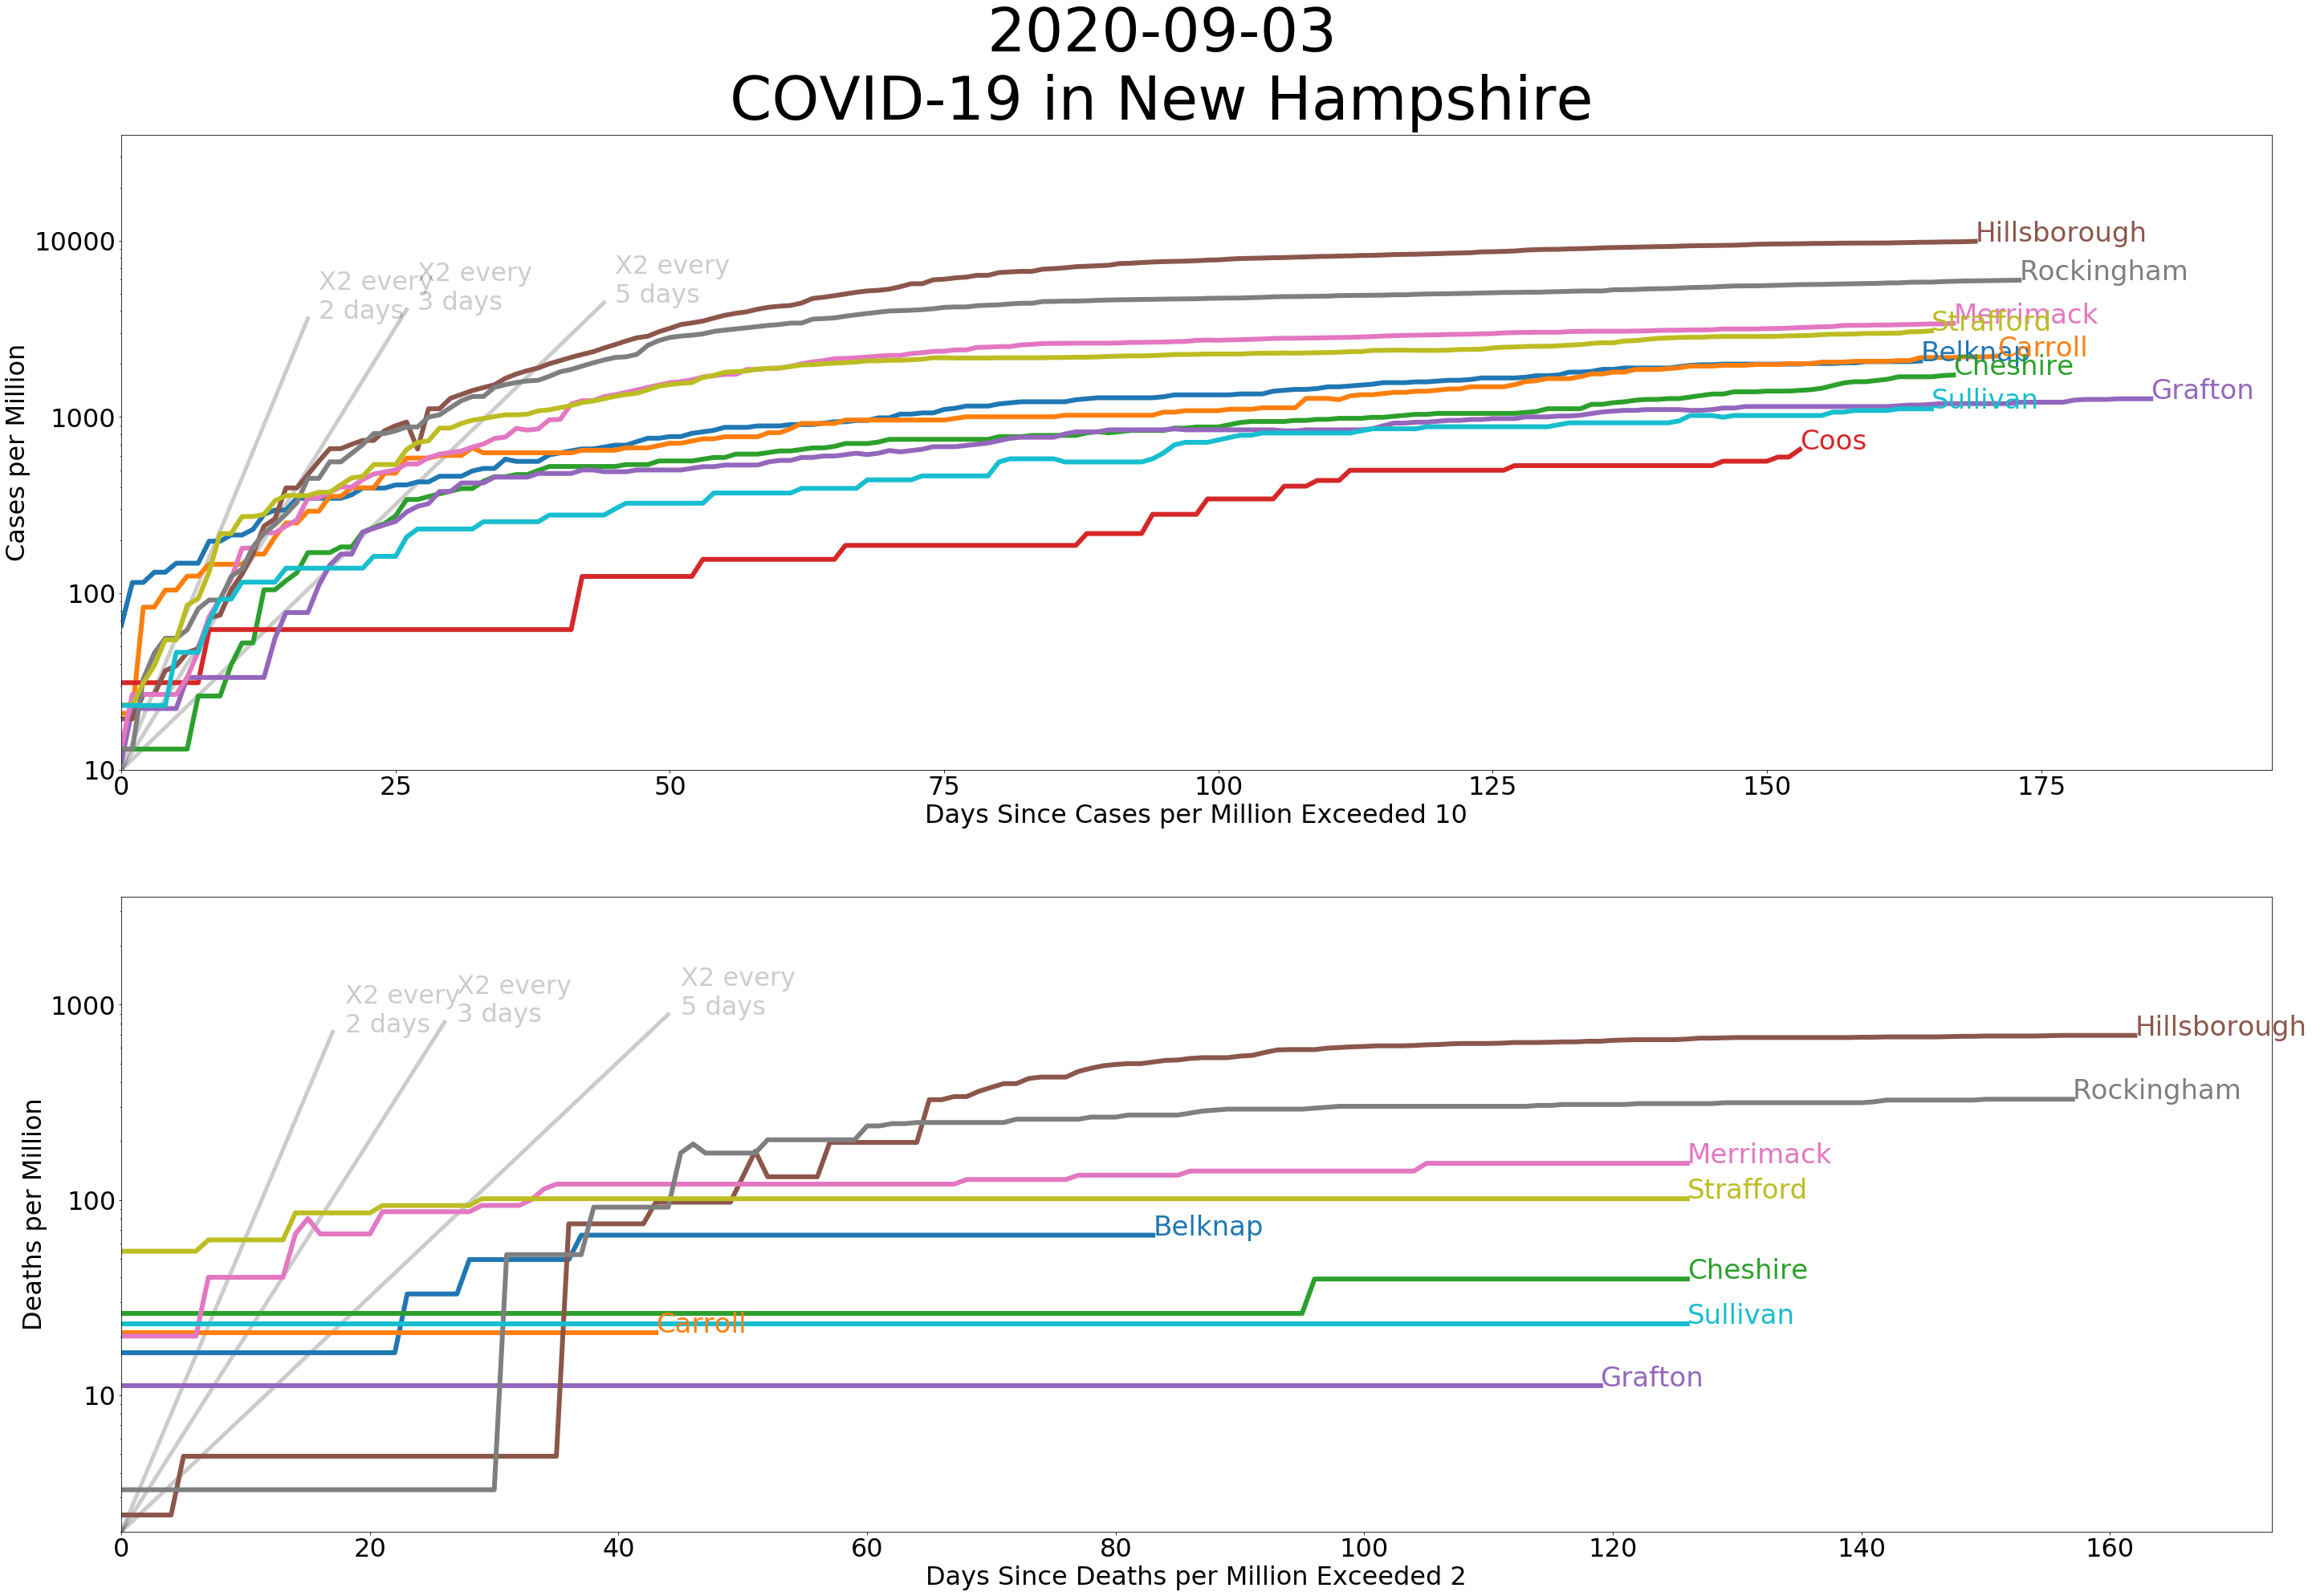 2020-09-03
COVID-19 in New Hampshire
Cases per Million
10000
1000
100
10
X2 every
2 days
X2 every
3 days
X2 every
5 days
Hillsborough
Rockingham
Merrimack
Strafford
Belknap
Carroll
Cheshire
Grafton
Sullivan
Coos
0 25 50 75 100 125 150 175
Days Since Cases per Million Exceeded 10
Deaths per Million
1000
100
10
X2 every
2 days
X2 every
3 days
X2 every
5 days
Hillsborough
Rockingham
Merrimack
Strafford
Belknap
Cheshire
Sullivan
Carroll
Grafton
0 20 40 60 80 100 120 140 160
Days Since Deaths per Million Exceeded 2